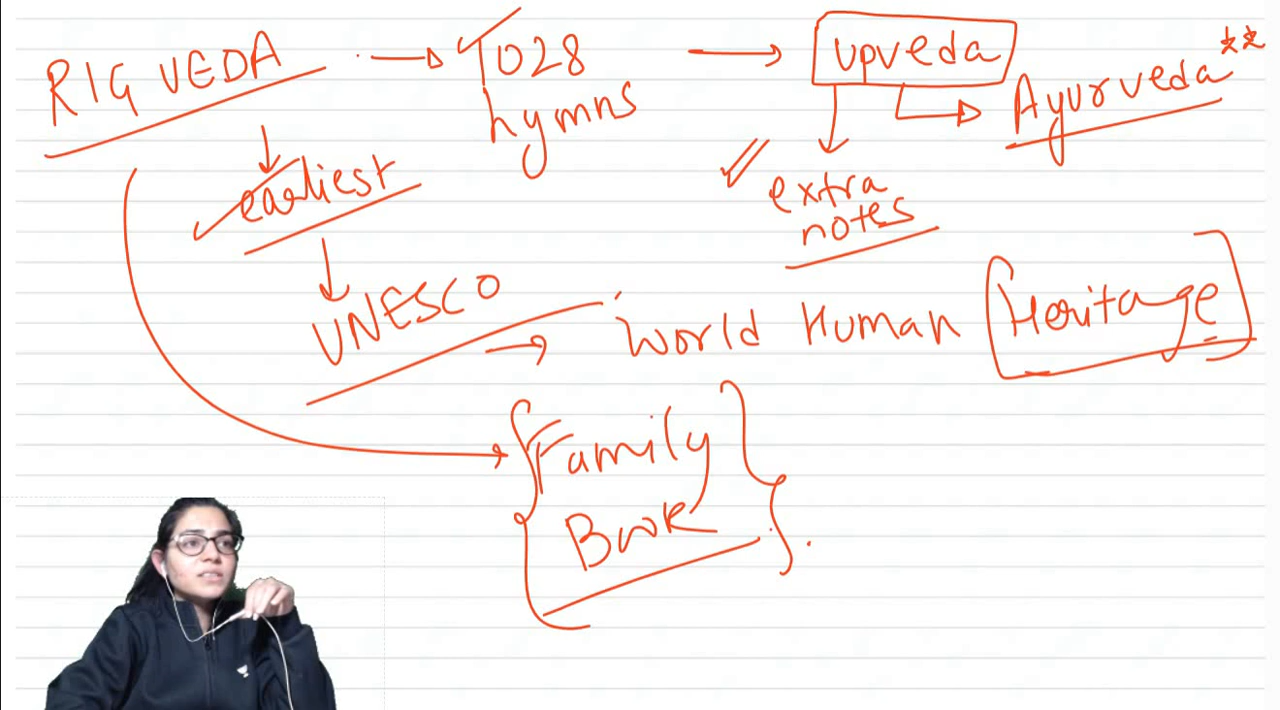 RIG VEDA → 1028 hymns → upveda
Ayurveda**
earliest
extra
notes
UNESCO → World Human [Heritage]
{Family
Book}.